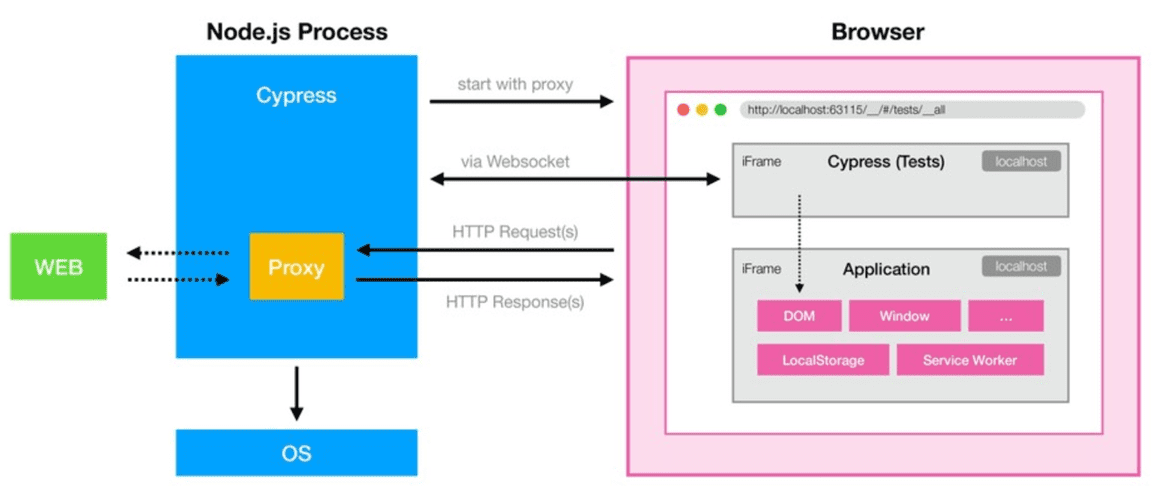 Node.js Process
Browser
Cypress
start with proxy
http://localhost:63115/__/#/tests/__all
via Websocket
iFrame
Cypress (Tests)
localhost
HTTP Request(s)
WEB
Proxy
iFrame
Application
localhost
HTTP Response(s)
DOM
Window
...
LocalStorage
Service Worker
OS